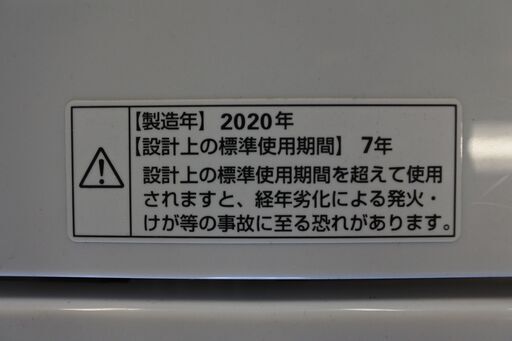 【製造年】 2020年
【設計上の標準使用期間】 7年
設計上の標準使用期間を超えて使用
されますと、経年劣化による発火・
けが等の事故に至る恐れがあります。